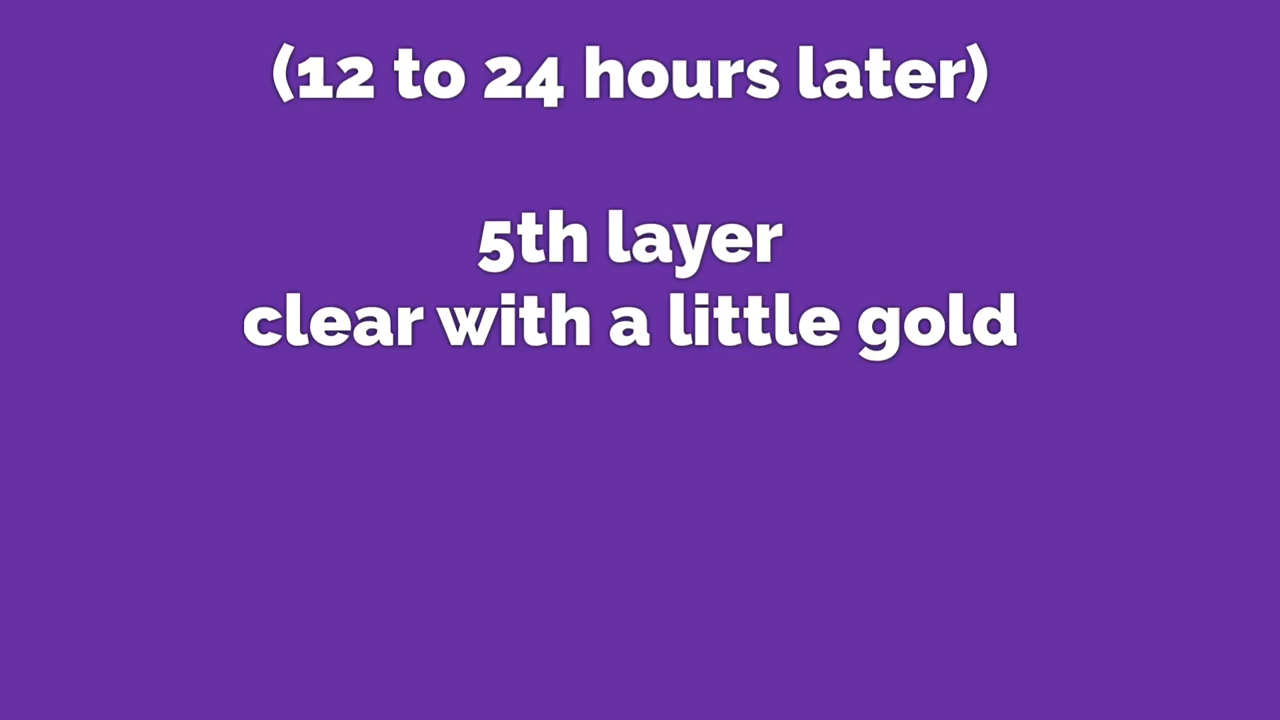 (12 to 24 hours later)
5th layer
clear with a little gold